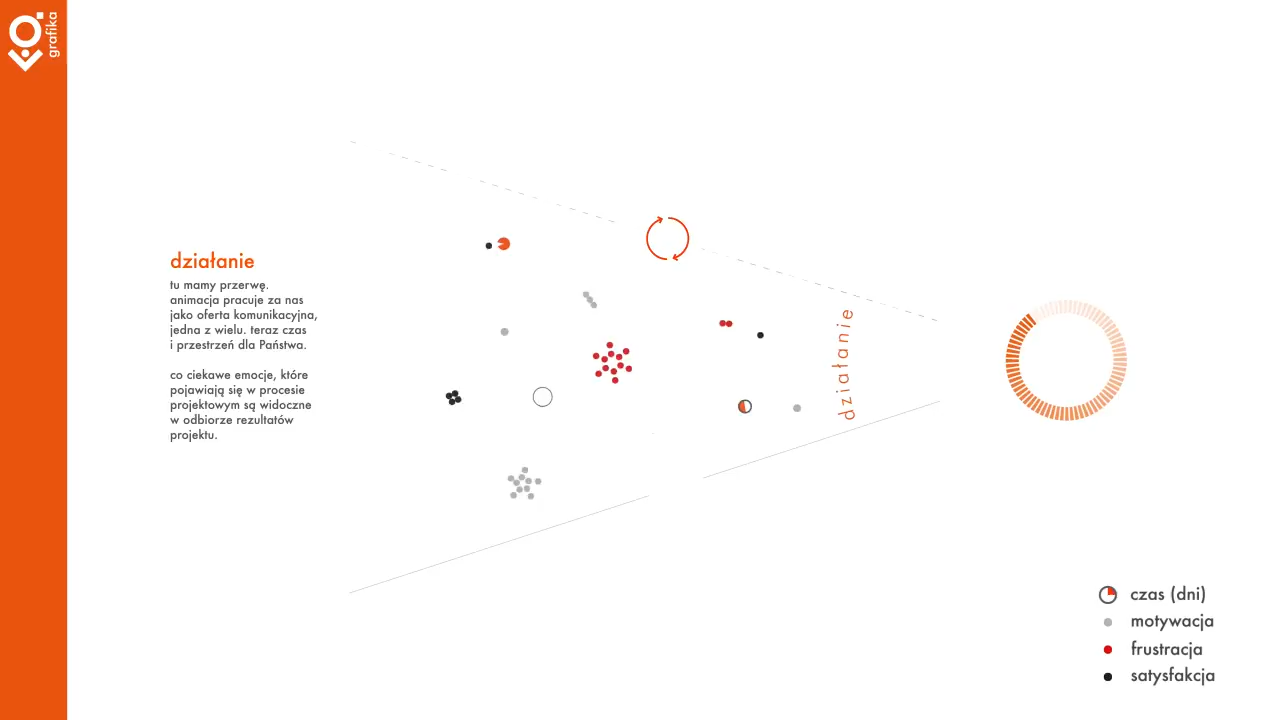 grafika
działanie
tu mamy przerwę.
animacja pracuje za nas
jako oferta komunikacyjna,
jedna z wielu. teraz czas
i przestrzeń dla Państwa.
co ciekawe emocje, które
pojawiają się w procesie
projektowym są widoczne
w odbiorze rezultatów
projektu.
działanie
czas (dni)
motywacja
frustracja
satysfakcja